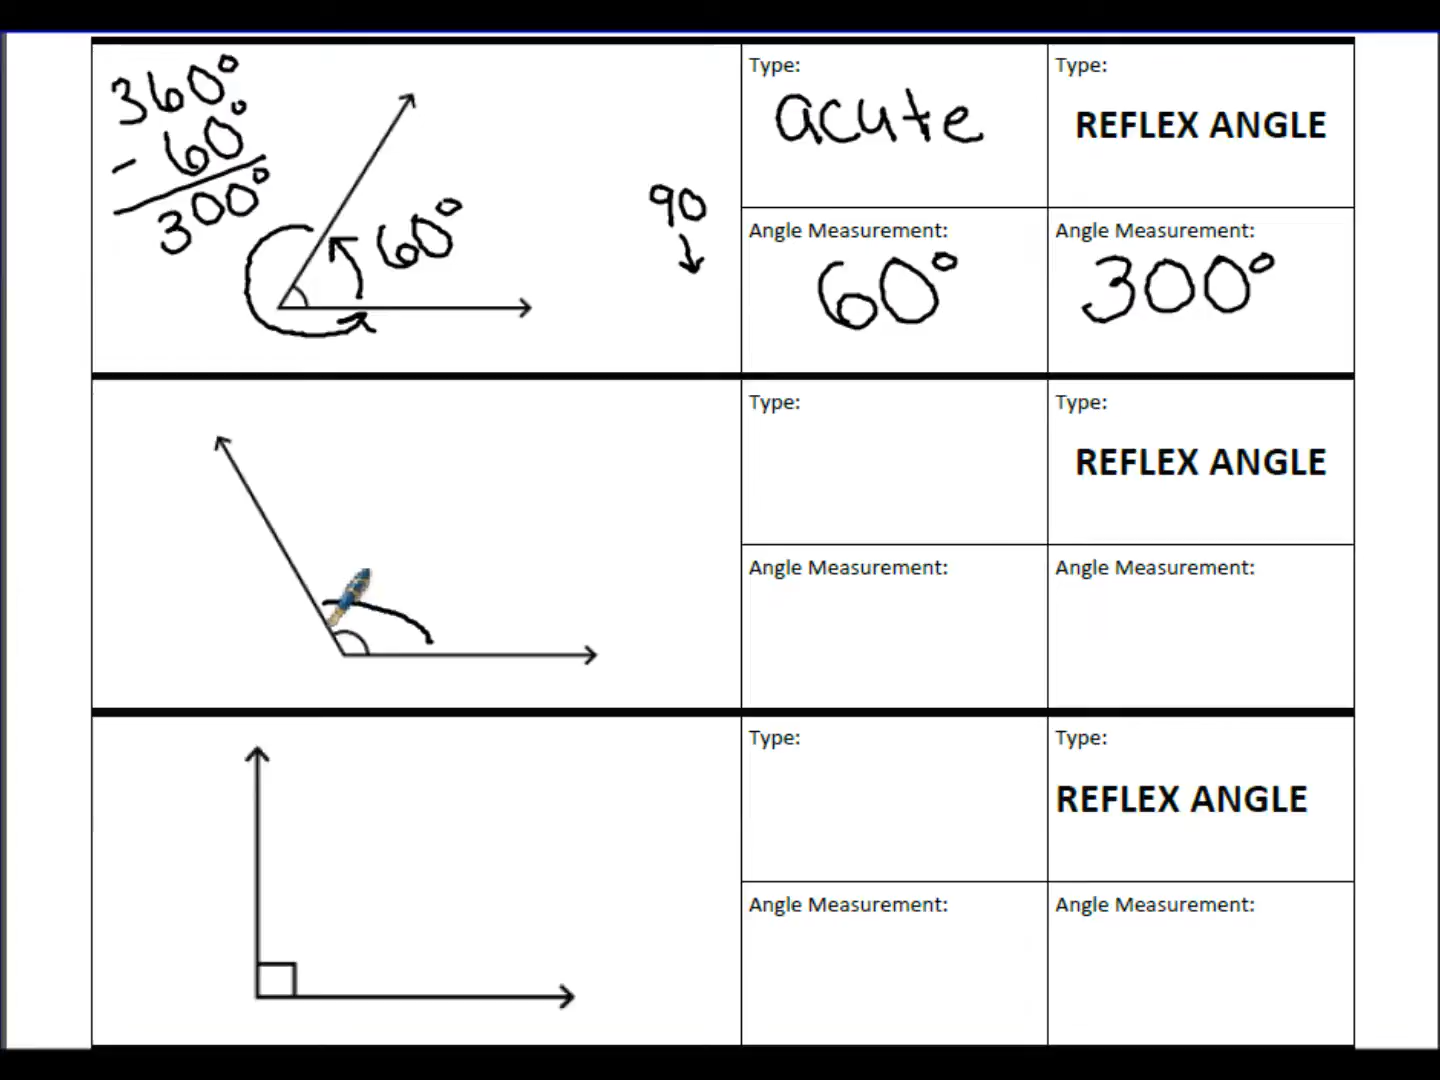 360°
- 60°
300°
60°
90
Type:
acute
Type:
REFLEX ANGLE
Angle Measurement:
60°
Angle Measurement:
300°
Type:
Type:
REFLEX ANGLE
Angle Measurement:
Angle Measurement:
Type:
Type:
REFLEX ANGLE
Angle Measurement:
Angle Measurement: